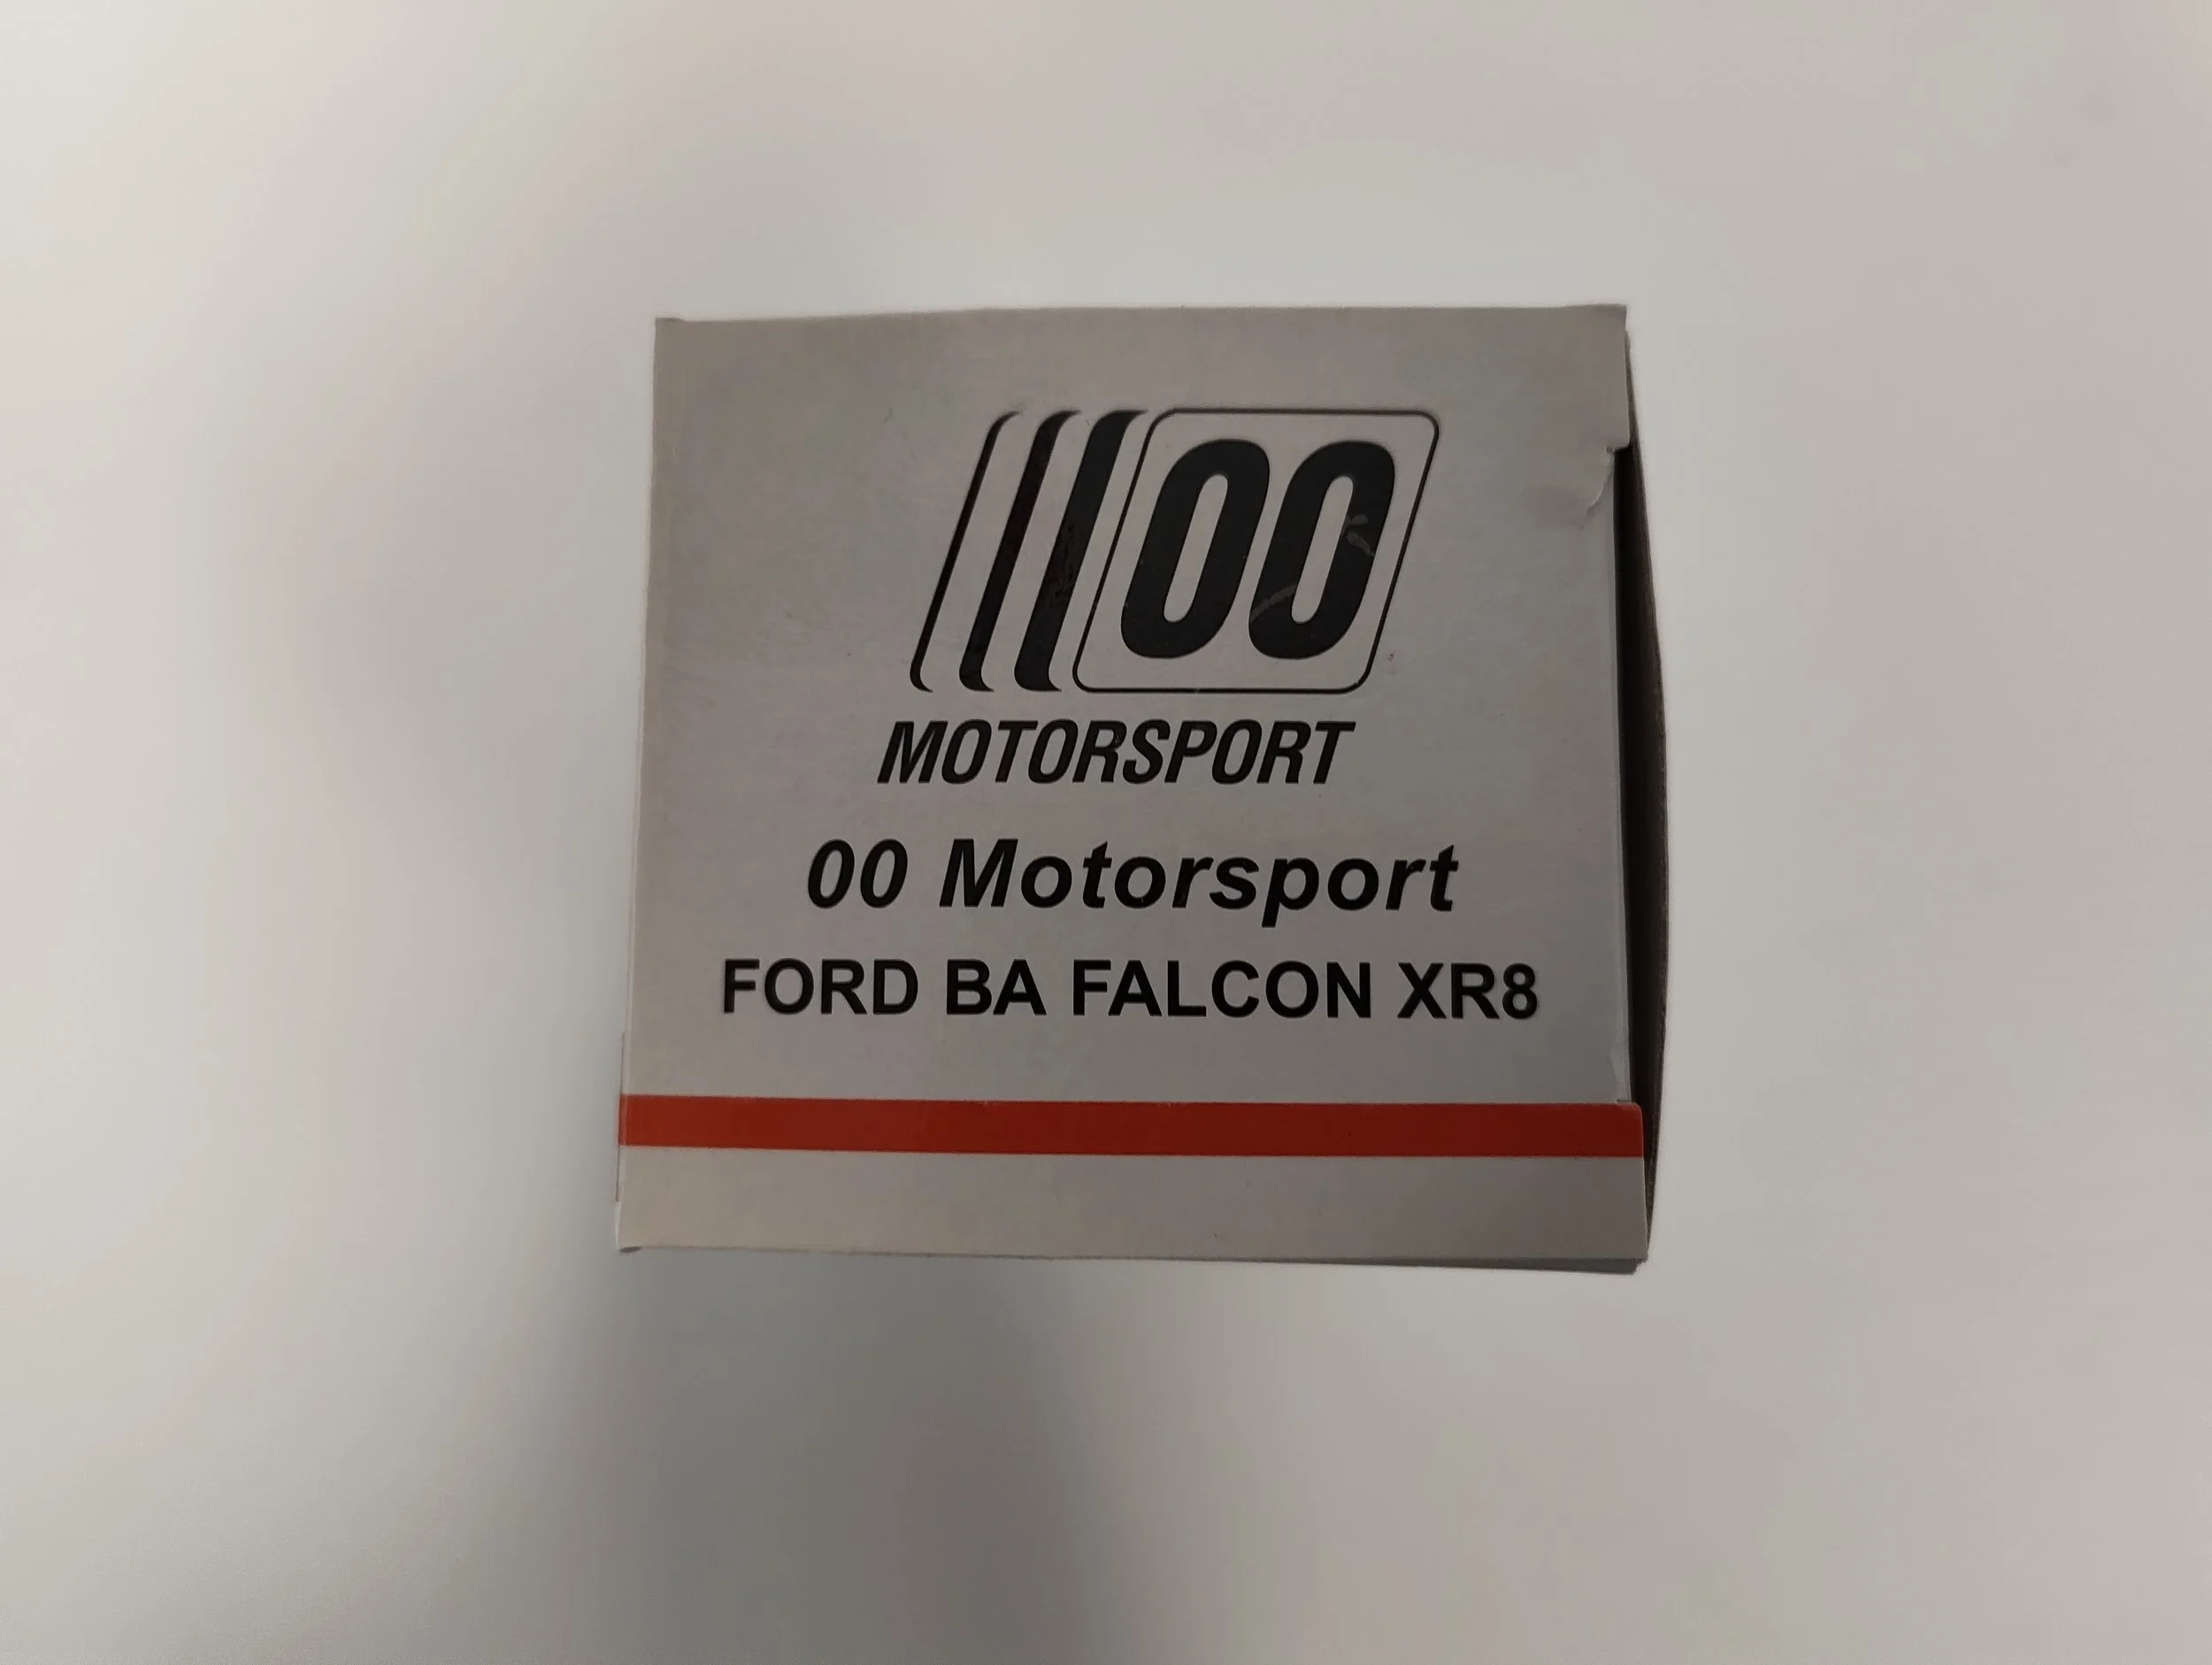 00
MOTORSPORT
00 Motorsport
FORD BA FALCON XR8